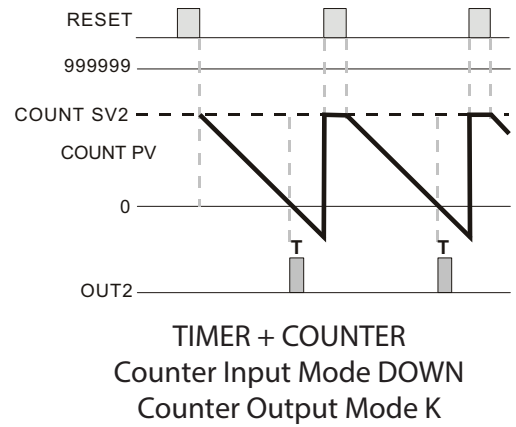 RESET
999999
COUNT SV2
COUNT PV
0
T T
OUT2
TIMER + COUNTER
Counter Input Mode DOWN
Counter Output Mode K